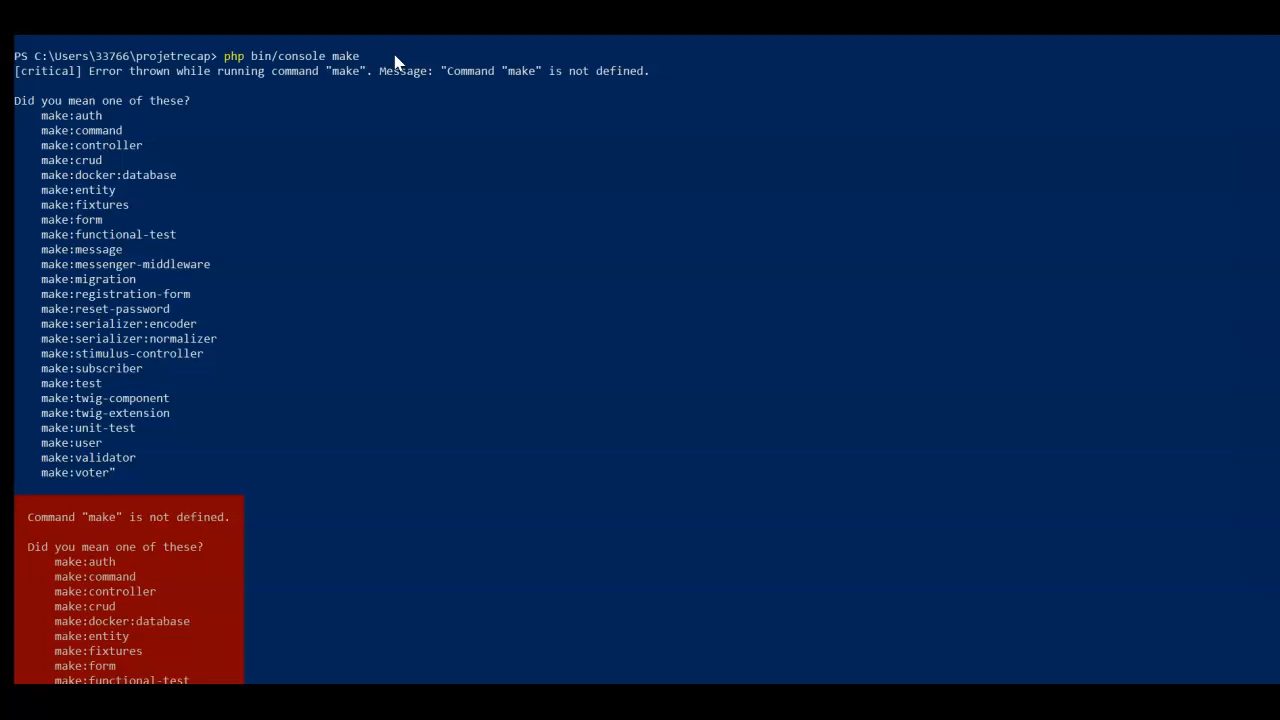 PS C:\Users\33766\projetrecap> php bin/console make
[critical] Error thrown while running command "make". Message: "Command "make" is not defined.
Did you mean one of these?
make:auth
make:command
make:controller
make:crud
make:docker:database
make:entity
make:fixtures
make:form
make:functional-test
make:message
make:messenger-middleware
make:migration
make:registration-form
make:reset-password
make:serializer:encoder
make:serializer:normalizer
make:stimulus-controller
make:subscriber
make:test
make:twig-component
make:twig-extension
make:unit-test
make:user
make:validator
make:voter"
Command "make" is not defined.
Did you mean one of these?
make:auth
make:command
make:controller
make:crud
make:docker:database
make:entity
make:fixtures
make:form
make:functional-test